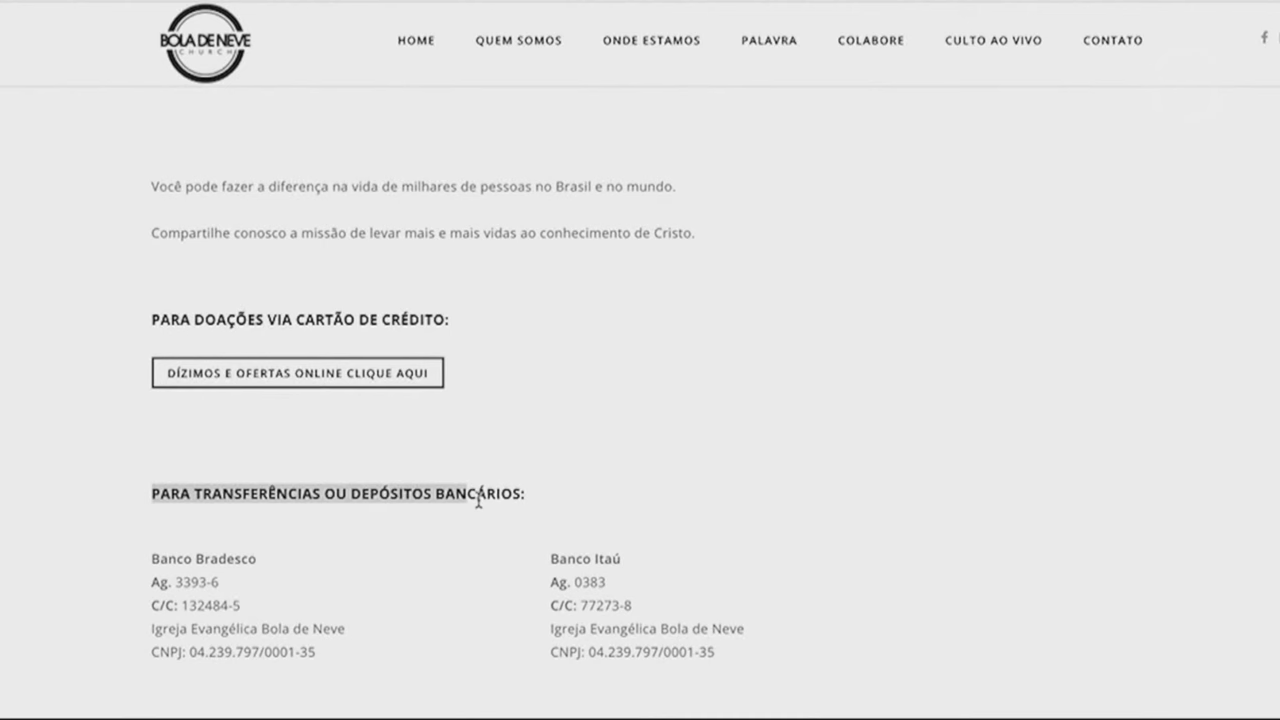 BOLA DE NEVE
CHURCH
HOME QUEM SOMOS ONDE ESTAMOS PALAVRA COLABORE CULTO AO VIVO CONTATO
Você pode fazer a diferença na vida de milhares de pessoas no Brasil e no mundo.
Compartilhe conosco a missão de levar mais e mais vidas ao conhecimento de Cristo.
PARA DOAÇÕES VIA CARTÃO DE CRÉDITO:
DÍZIMOS E OFERTAS ONLINE CLIQUE AQUI
PARA TRANSFERÊNCIAS OU DEPÓSITOS BANCÁRIOS:
Banco Bradesco
Ag. 3393-6
C/C: 132484-5
Igreja Evangélica Bola de Neve
CNPJ: 04.239.797/0001-35
Banco Itaú
Ag. 0383
C/C: 77273-8
Igreja Evangélica Bola de Neve
CNPJ: 04.239.797/0001-35